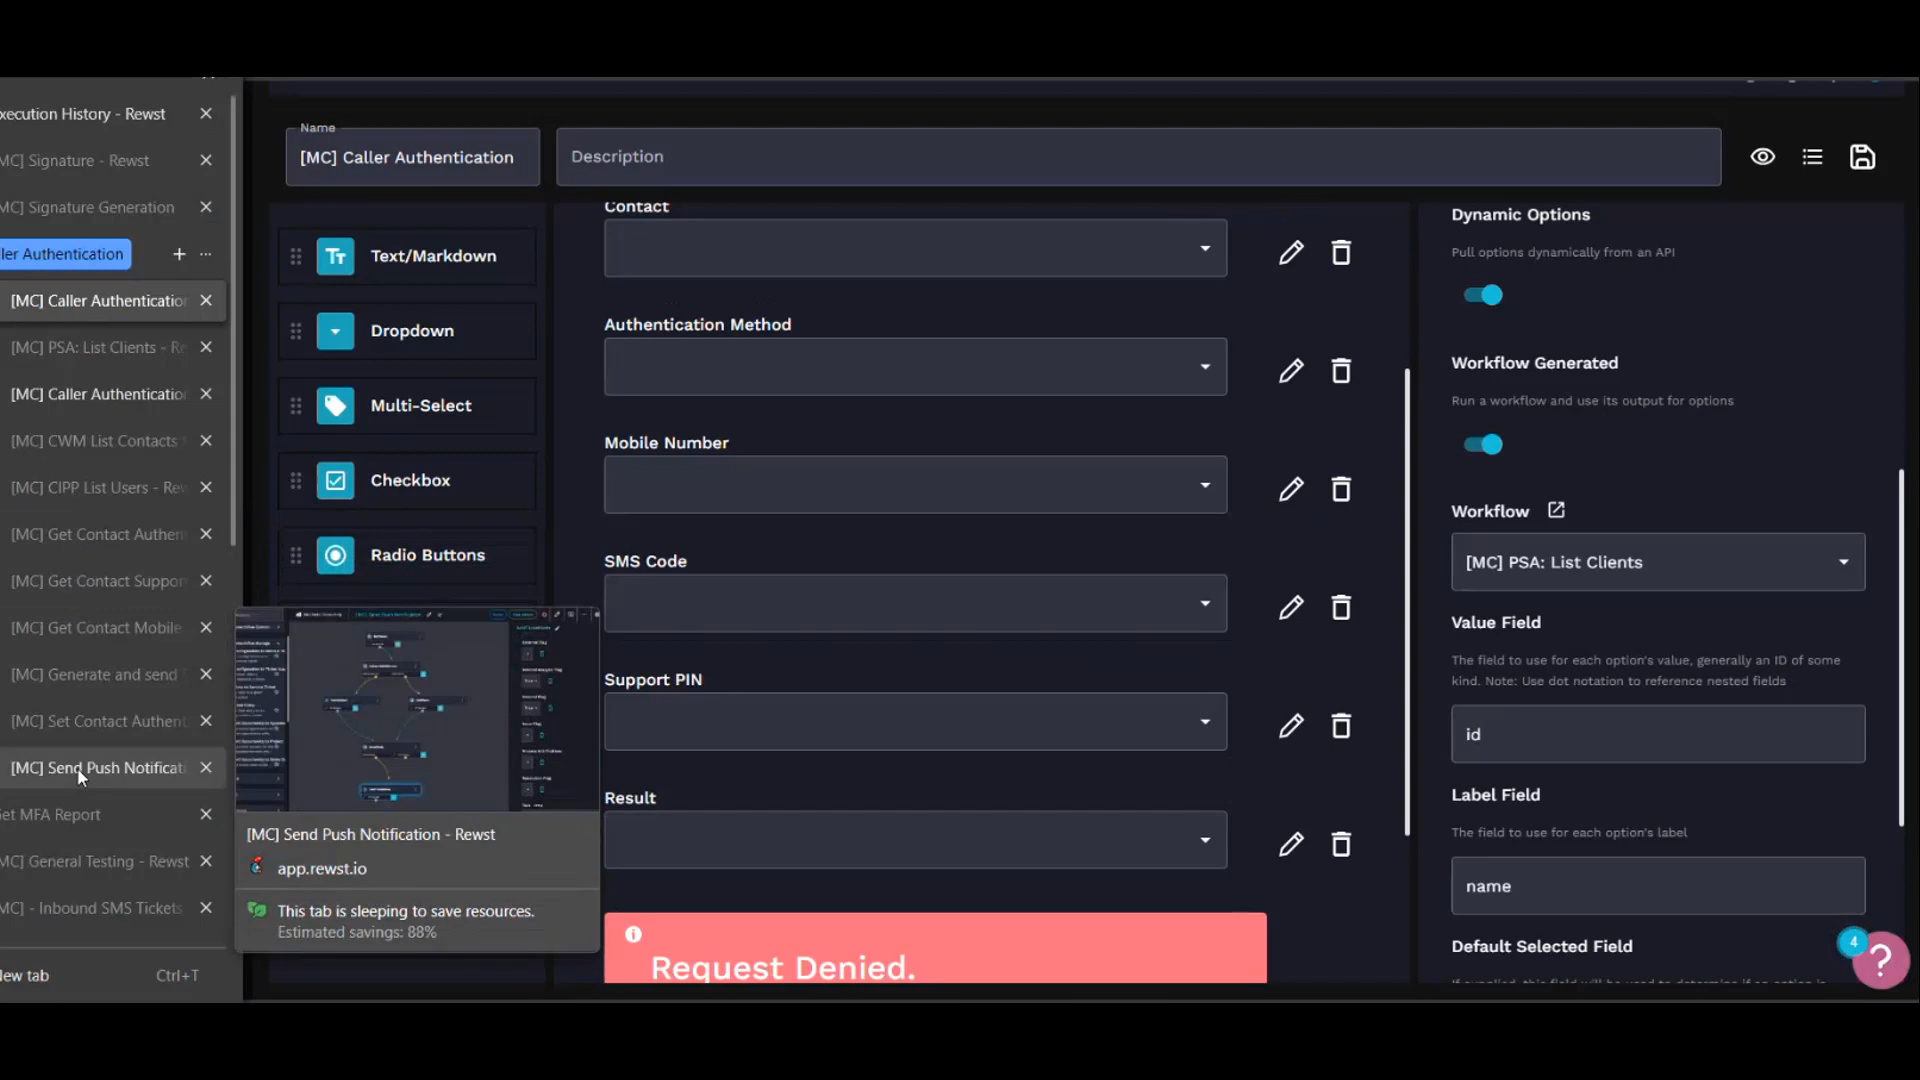 xecution History - Rewst
MC] Signature - Rewst
MC] Signature Generation
ler Authentication
[MC] Caller Authenticatio
[MC] PSA: List Clients - Re
[MC] Caller Authentication
[MC] CWM List Contacts
[MC] CIPP List Users - Rew
[MC] Get Contact Authen
[MC] Get Contact Suppor
[MC] Get Contact Mobile
[MC] Generate and send
[MC] Set Contact Authent
[MC] Send Push Notificati
et MFA Report
MC] General Testing - Rewst
MC] - Inbound SMS Tickets
ew tab
Ctrl+T
[MC] Send Push Notification - Rewst
app.rewst.io
This tab is sleeping to save resources.
Estimated savings: 88%
Name
[MC] Caller Authentication
Description
Text/Markdown
Dropdown
Multi-Select
Checkbox
Radio Buttons
Contact
Authentication Method
Mobile Number
SMS Code
Support PIN
Result
Request Denied.
Dynamic Options
Pull options dynamically from an API
Workflow Generated
Run a workflow and use its output for options
Workflow
[MC] PSA: List Clients
Value Field
The field to use for each option's value, generally an ID of some
kind. Note: Use dot notation to reference nested fields
id
Label Field
The field to use for each option's label
name
Default Selected Field
4